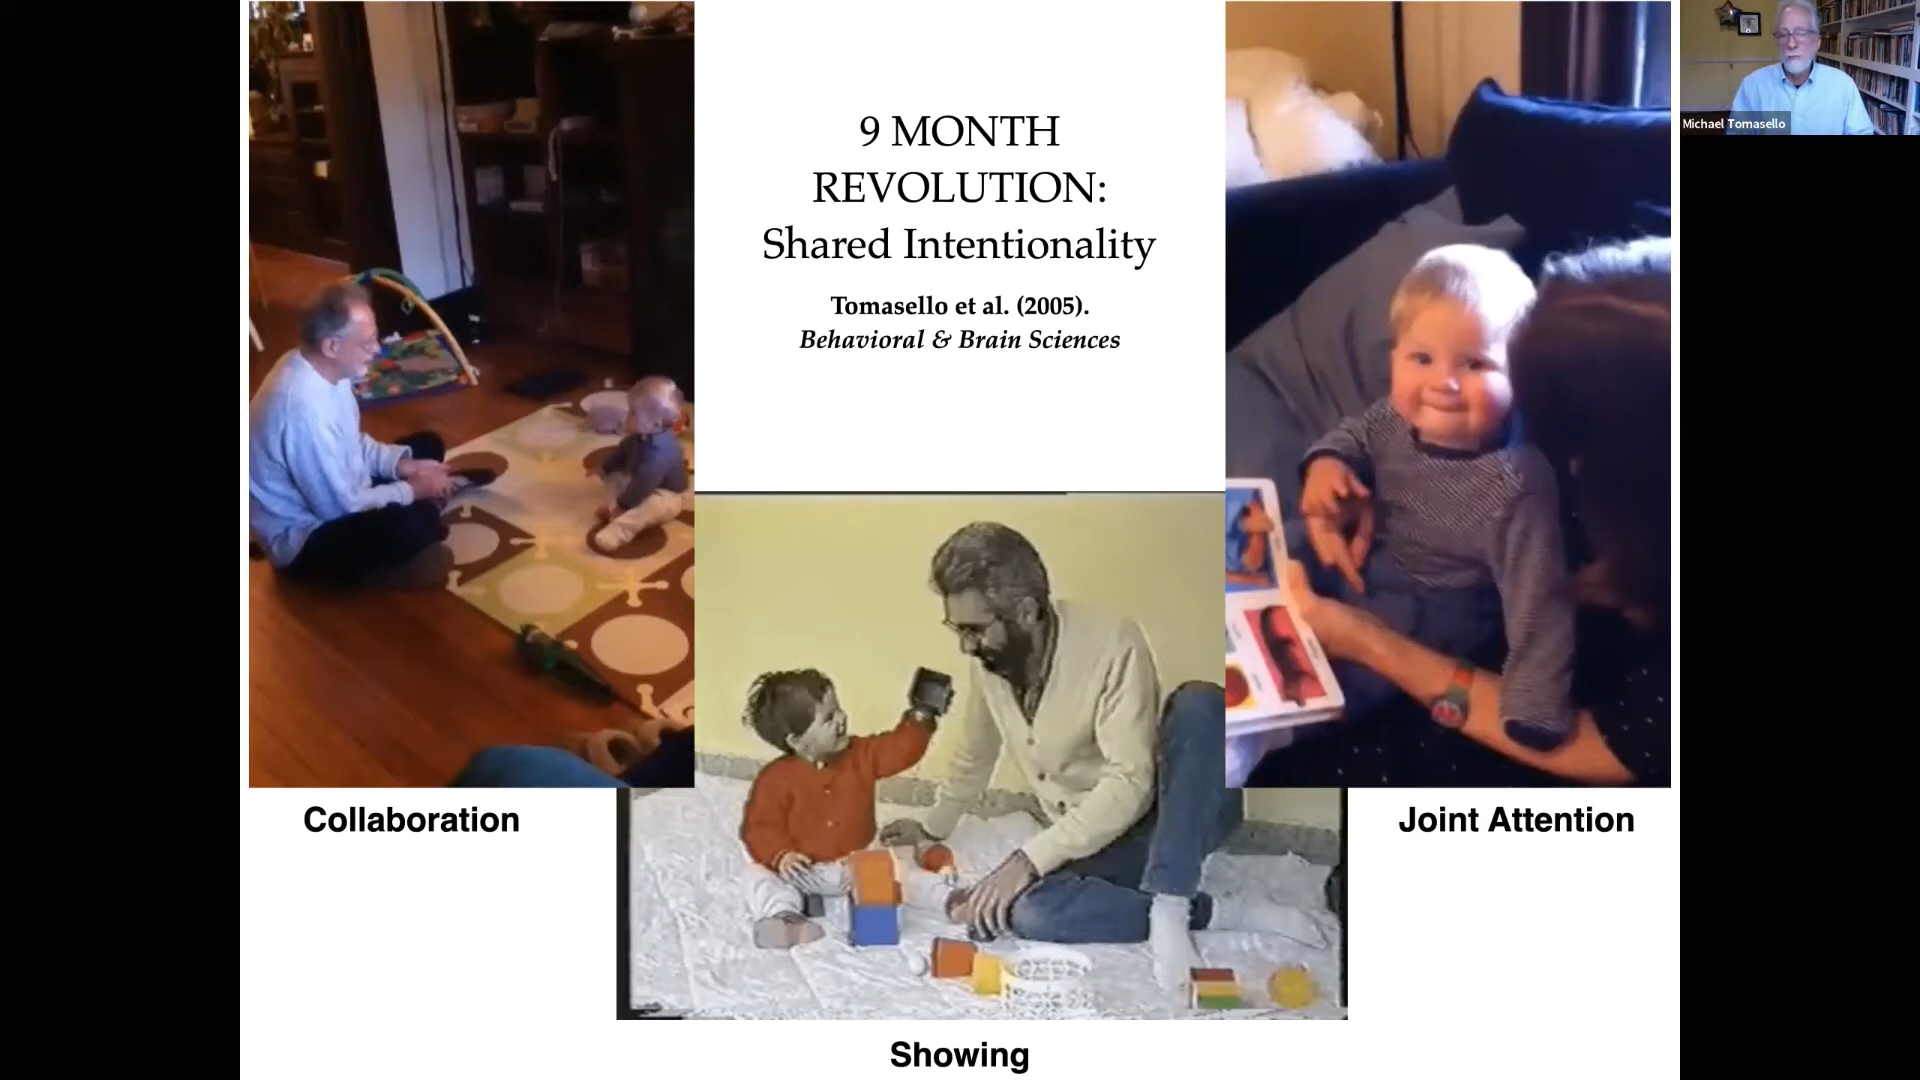 9 MONTH
REVOLUTION:
Shared Intentionality
Tomasello et al. (2005).
Behavioral & Brain Sciences
Michael Tomasello
Collaboration
Joint Attention
Showing